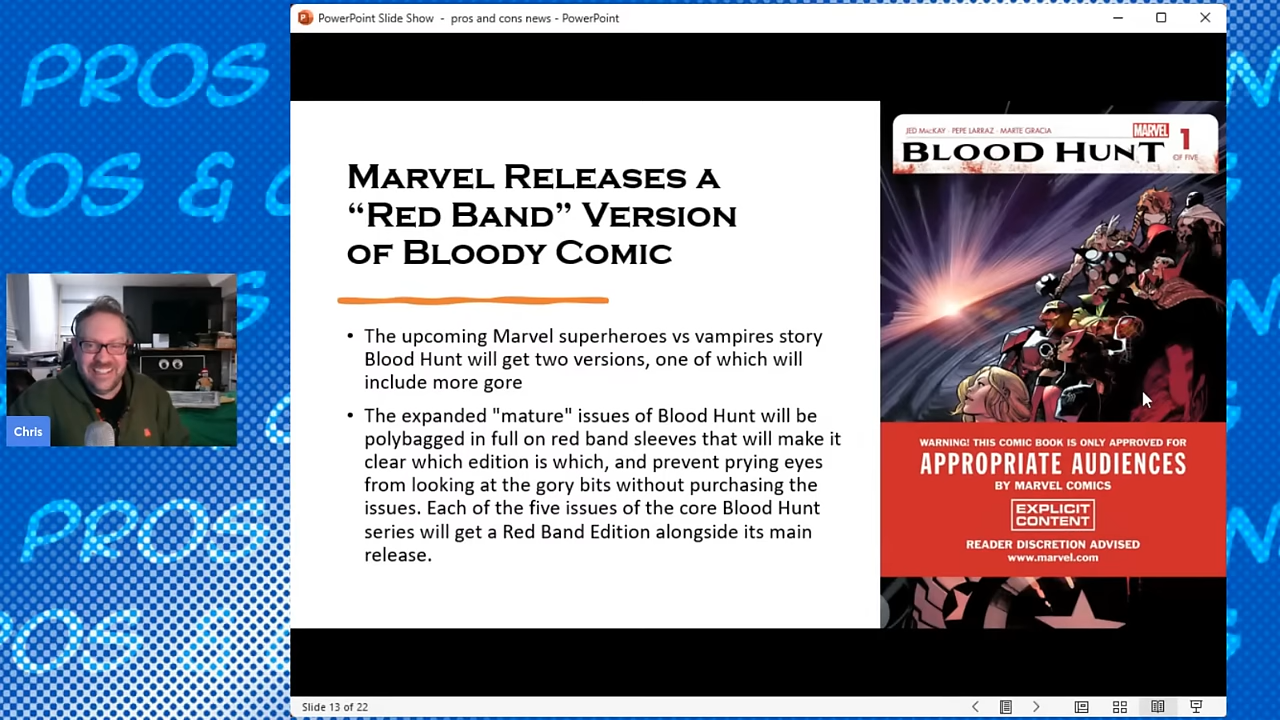 PowerPoint Slide Show - pros and cons news - PowerPoint
PROS
OS & C
PROS
MARVEL RELEASES A
“RED BAND” VERSION
OF BLOODY COMIC
• The upcoming Marvel superheroes vs vampires story
Blood Hunt will get two versions, one of which will
include more gore
• The expanded "mature" issues of Blood Hunt will be
polybagged in full on red band sleeves that will make it
clear which edition is which, and prevent prying eyes
from looking at the gory bits without purchasing the
issues. Each of the five issues of the core Blood Hunt
series will get a Red Band Edition alongside its main
release.
JED MACKAY · PEPE LARRAZ · MARTE GRACIA
MARVEL
1
OF FIVE
BLOOD HUNT
WARNING! THIS COMIC BOOK IS ONLY APPROVED FOR
APPROPRIATE AUDIENCES
BY MARVEL COMICS
EXPLICIT
CONTENT
READER DISCRETION ADVISED
www.marvel.com
Chris
Slide 13 of 22